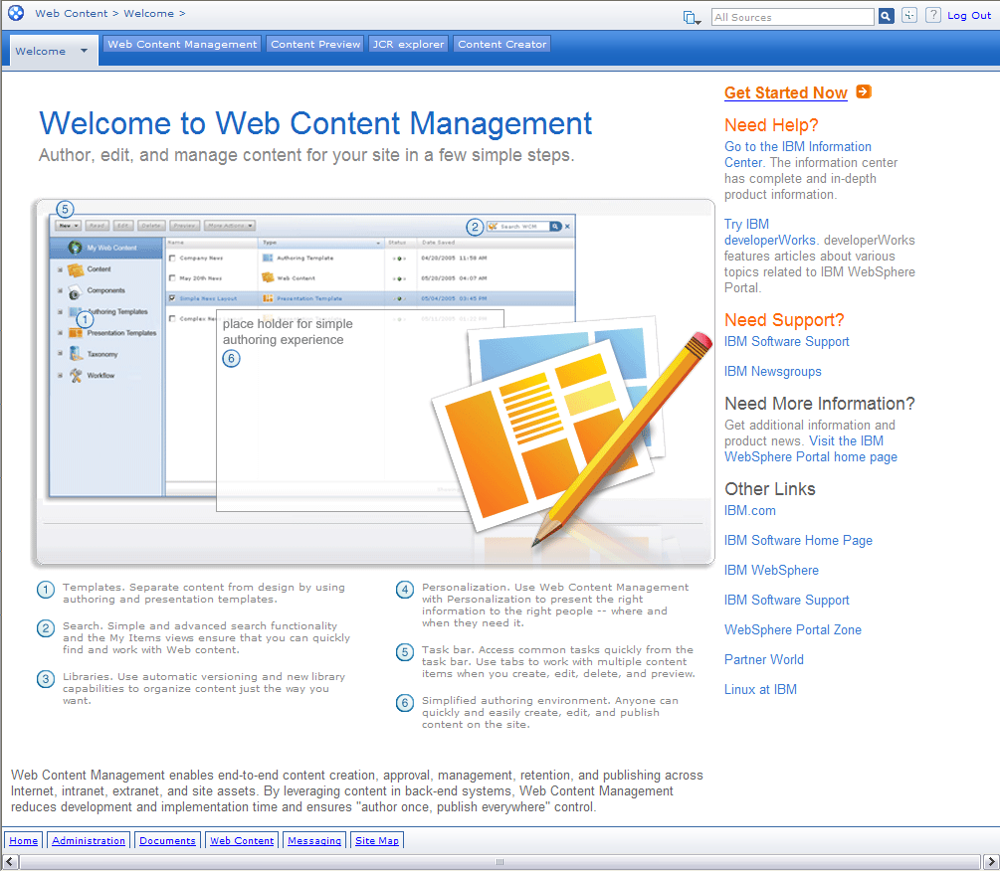 Web Content > Welcome >
All Sources
? Log Out
Welcome
Web Content Management
Content Preview
JCR explorer
Content Creator
Welcome to Web Content Management
Author, edit, and manage content for your site in a few simple steps.
5
New Read Edit Delete Preview More Actions
2 Search WCM
My Web Content
Content
Components
Authoring Templates
1
Presentation Templates
Taxonomy
Workflow
Name Type Status Date Saved
Company News Authoring Template 04/20/2005 11:58 AM
May 20th News Web Content 05/20/2005 04:07 AM
Simple News Layout Presentation Template 05/04/2005 03:45 PM
place holder for simple
authoring experience
6
1 Templates. Separate content from design by using
authoring and presentation templates.
2 Search. Simple and advanced search functionality
and the My Items views ensure that you can quickly
find and work with Web content.
3 Libraries. Use automatic versioning and new library
capabilities to organize content just the way you
want.
4 Personalization. Use Web Content Management
with Personalization to present the right
information to the right people -- where and
when they need it.
5 Task bar. Access common tasks quickly from the
task bar. Use tabs to work with multiple content
items when you create, edit, delete, and preview.
6 Simplified authoring environment. Anyone can
quickly and easily create, edit, and publish
content on the site.
Web Content Management enables end-to-end content creation, approval, management, retention, and publishing across
Internet, intranet, extranet, and site assets. By leveraging content in back-end systems, Web Content Management
reduces development and implementation time and ensures "author once, publish everywhere" control.
Get Started Now
Need Help?
Go to the IBM Information
Center. The information center
has complete and in-depth
product information.
Try IBM
developerWorks. developerWorks
features articles about various
topics related to IBM WebSphere
Portal.
Need Support?
IBM Software Support
IBM Newsgroups
Need More Information?
Get additional information and
product news. Visit the IBM
WebSphere Portal home page
Other Links
IBM.com
IBM Software Home Page
IBM WebSphere
IBM Software Support
WebSphere Portal Zone
Partner World
Linux at IBM
Home
Administration
Documents
Web Content
Messaging
Site Map